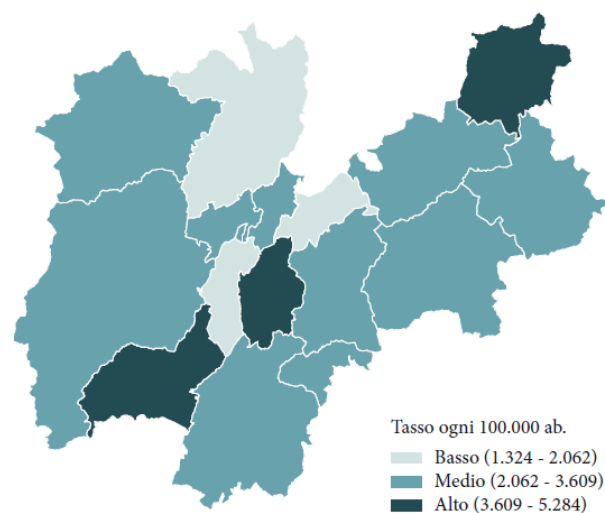 Tasso ogni 100.000 ab.
Basso (1.324 - 2.062)
Medio (2.062 - 3.609)
Alto (3.609 - 5.284)